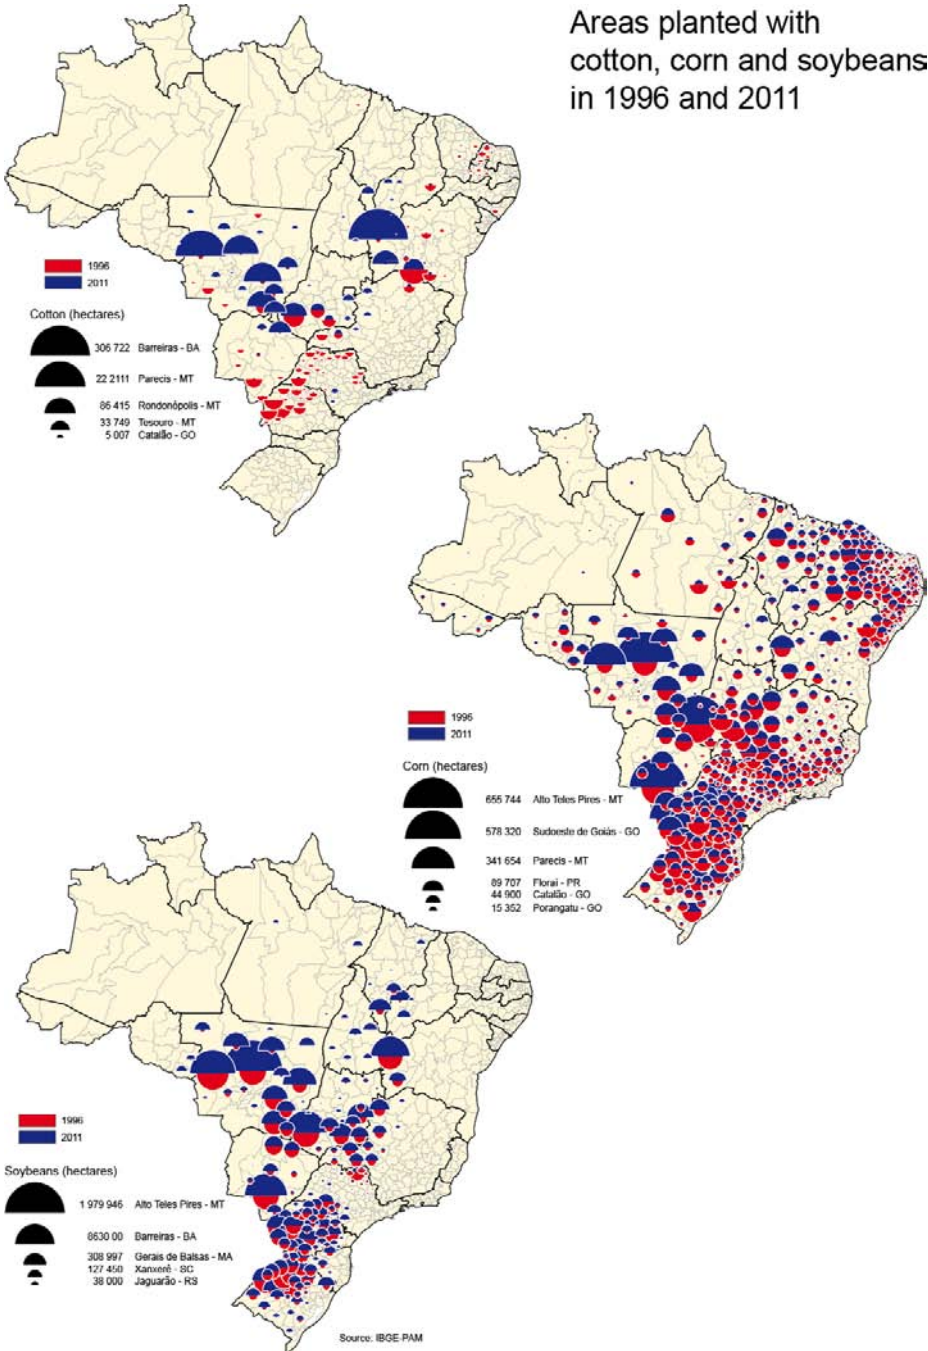 Areas planted with
cotton, corn and soybeans
in 1996 and 2011
1996
2011
Cotton (hectares)
306 722 Barreiras - BA
22 2111 Parecis - MT
86 415 Rondonópolis - MT
33 749 Tesouro - MT
5 007 Catalão - GO
1996
2011
Corn (hectares)
655 744 Alto Teles Pires - MT
578 320 Sudoeste de Goiás - GO
341 654 Parecis - MT
89 707 Floraí - PR
44 900 Catalão - GO
15 352 Porangatu - GO
1996
2011
Soybeans (hectares)
1 979 946 Alto Teles Pires - MT
8630 00 Barreiras - BA
308 997 Gerais de Balsas - MA
127 450 Xanxerê - SC
38 000 Jaguarão - RS
Source: IBGE-PAM